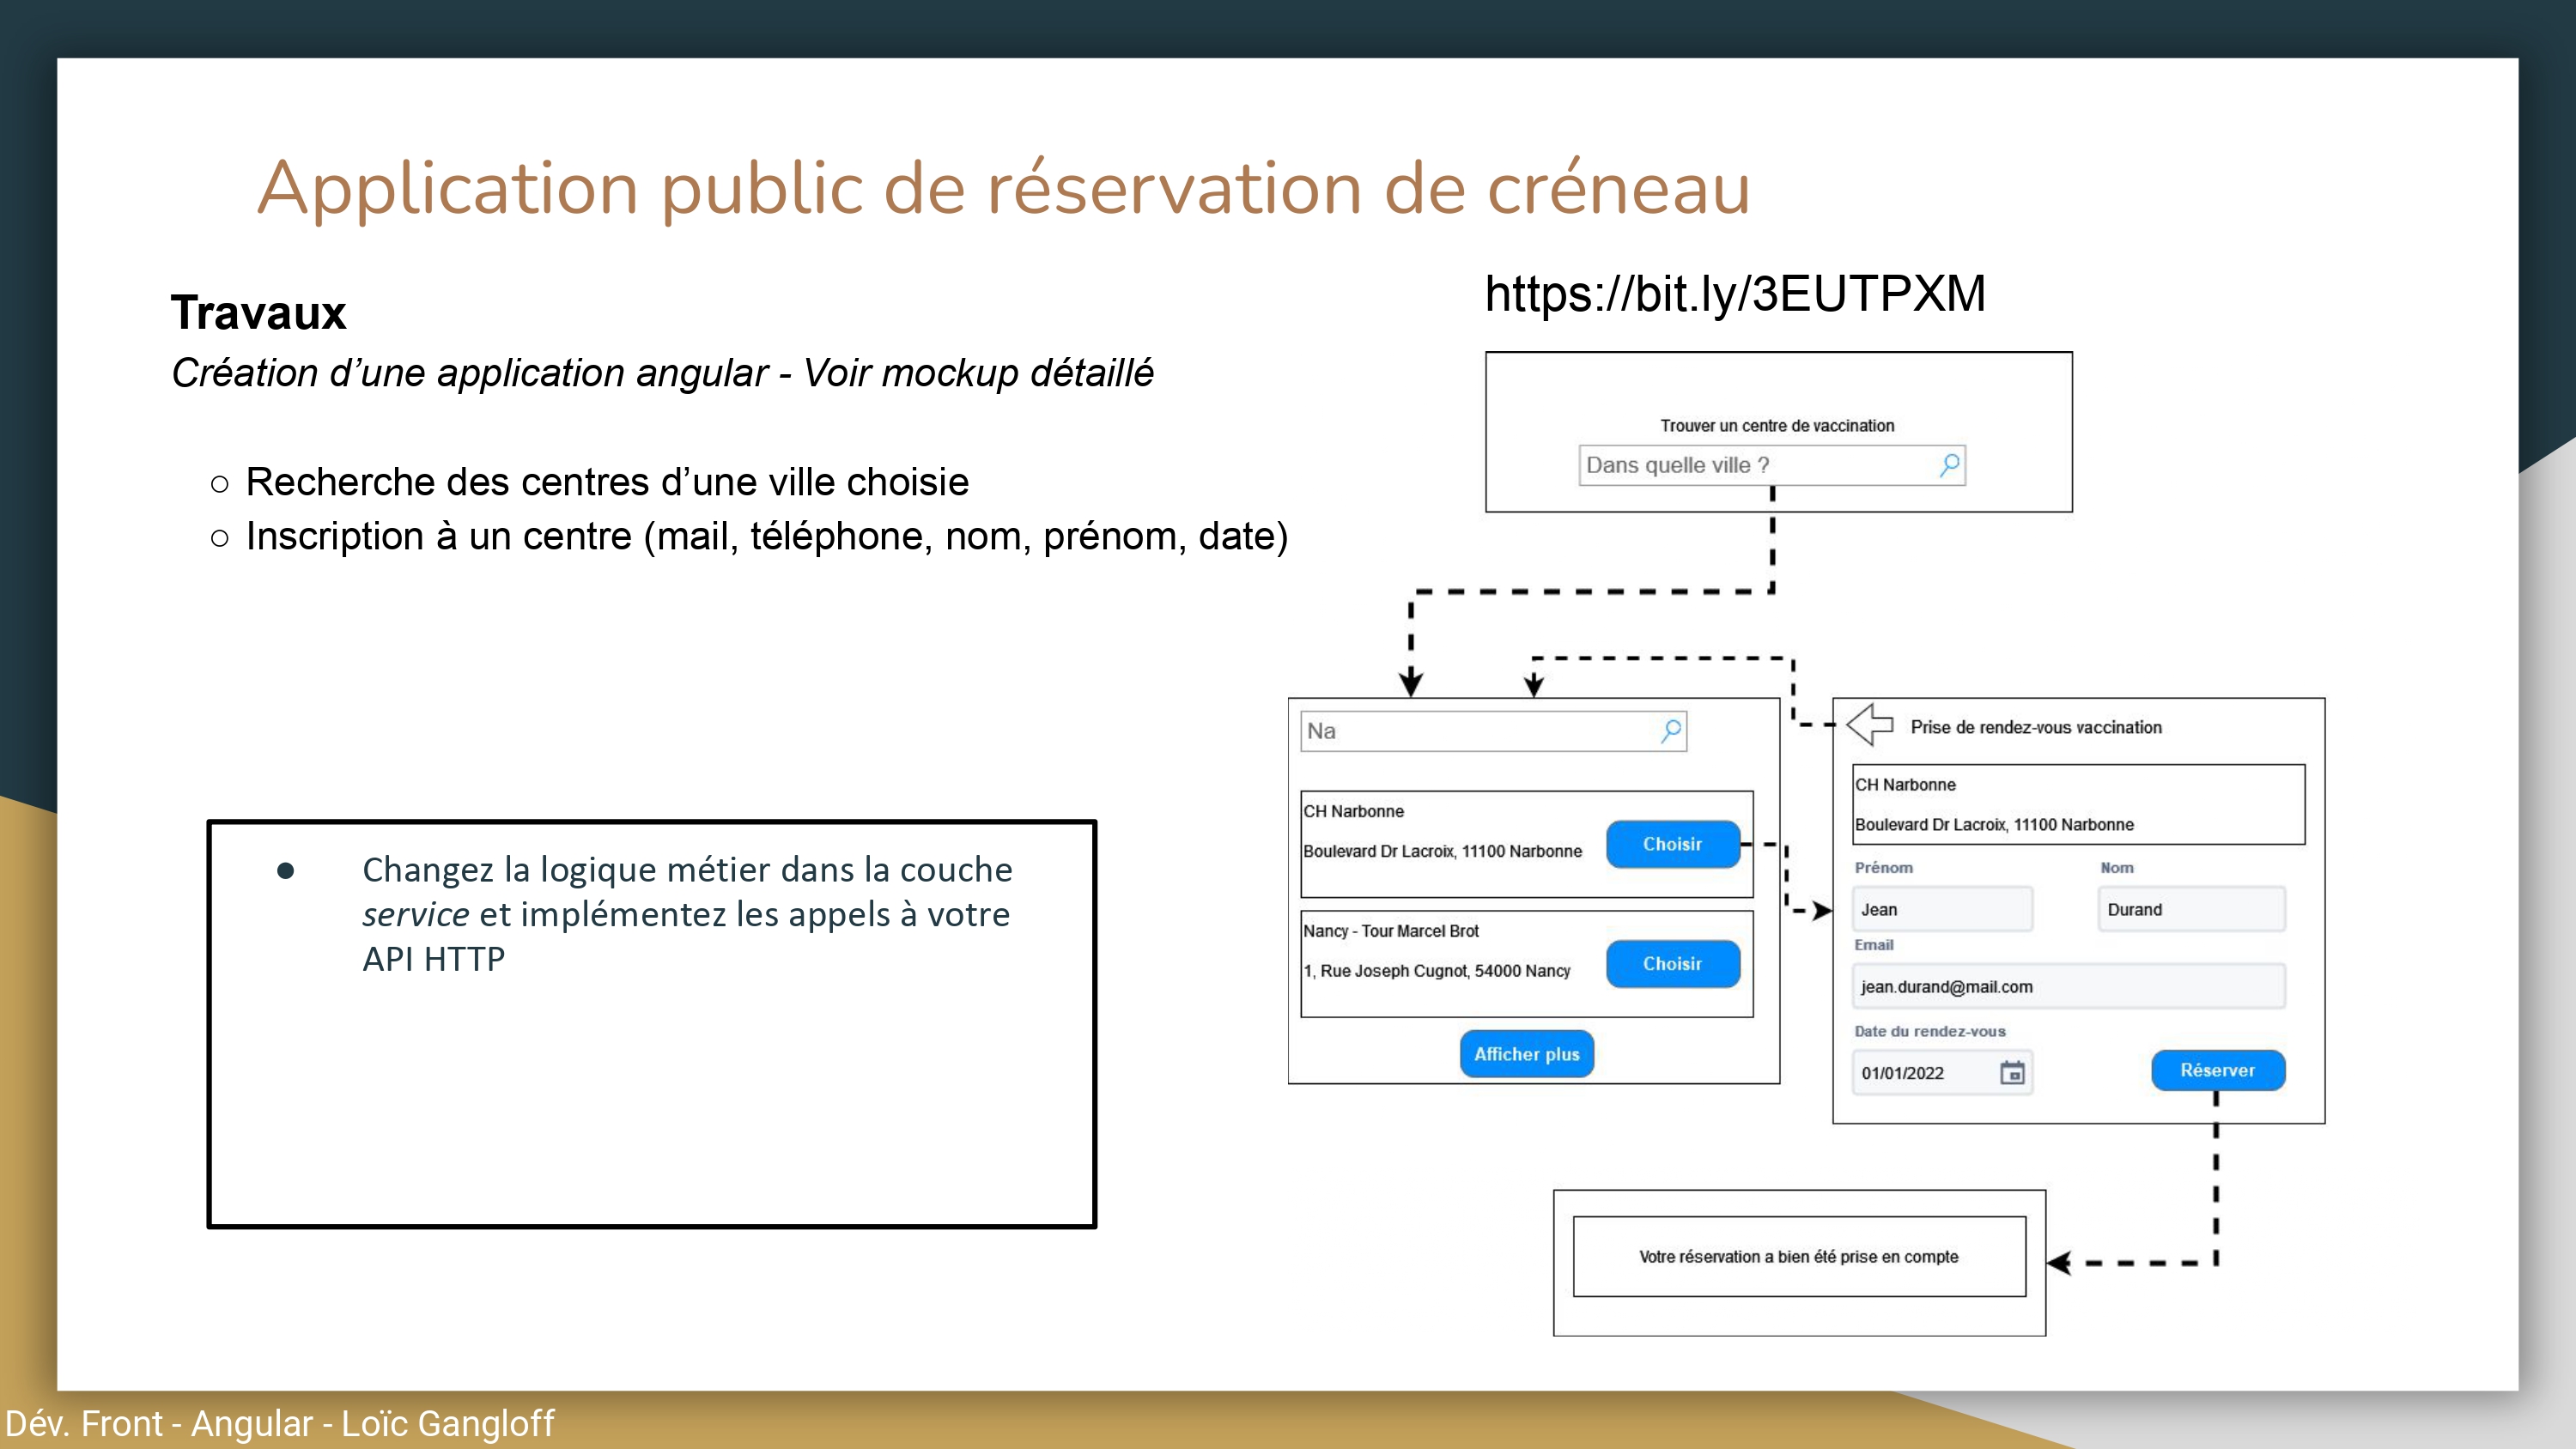 Application public de réservation de créneau
Travaux
Création d’une application angular - Voir mockup détaillé
○ Recherche des centres d’une ville choisie
○ Inscription à un centre (mail, téléphone, nom, prénom, date)
● Changez la logique métier dans la couche
service et implémentez les appels à votre
API HTTP
https://bit.ly/3EUTPXM
Trouver un centre de vaccination
Dans quelle ville ?
Na
CH Narbonne
Boulevard Dr Lacroix, 11100 Narbonne
Choisir
Nancy - Tour Marcel Brot
1, Rue Joseph Cugnot, 54000 Nancy
Choisir
Afficher plus
Prise de rendez-vous vaccination
CH Narbonne
Boulevard Dr Lacroix, 11100 Narbonne
Prénom Nom
Jean Durand
Email
jean.durand@mail.com
Date du rendez-vous
01/01/2022
Réserver
Votre réservation a bien été prise en compte
Dév. Front - Angular - Loïc Gangloff